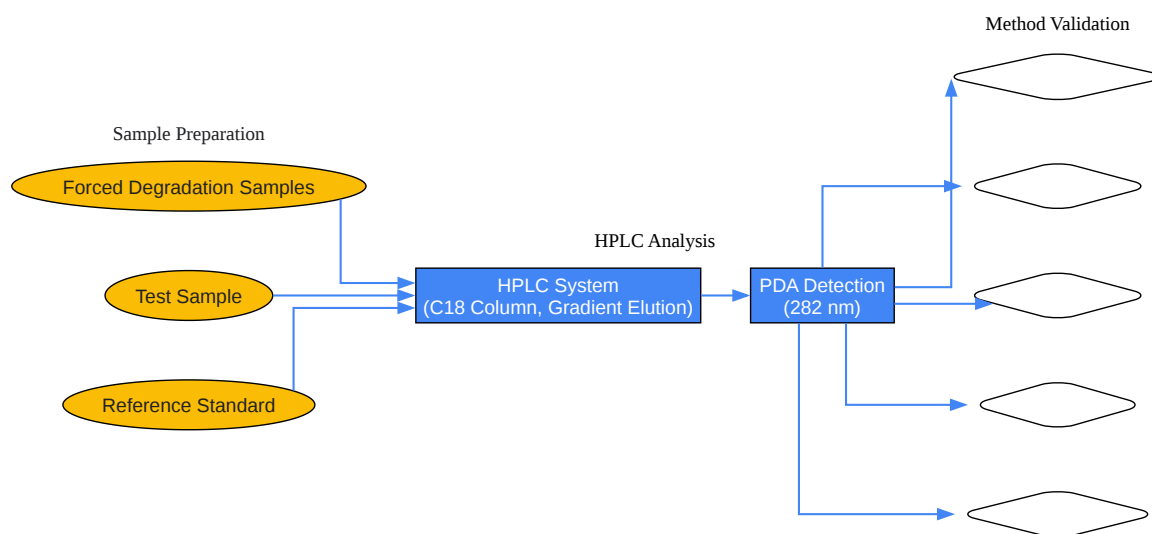 Method Validation
Sample Preparation
Forced Degradation Samples
HPLC Analysis
Test Sample
HPLC System
(C18 Column, Gradient Elution)
PDA Detection
(282 nm)
Reference Standard